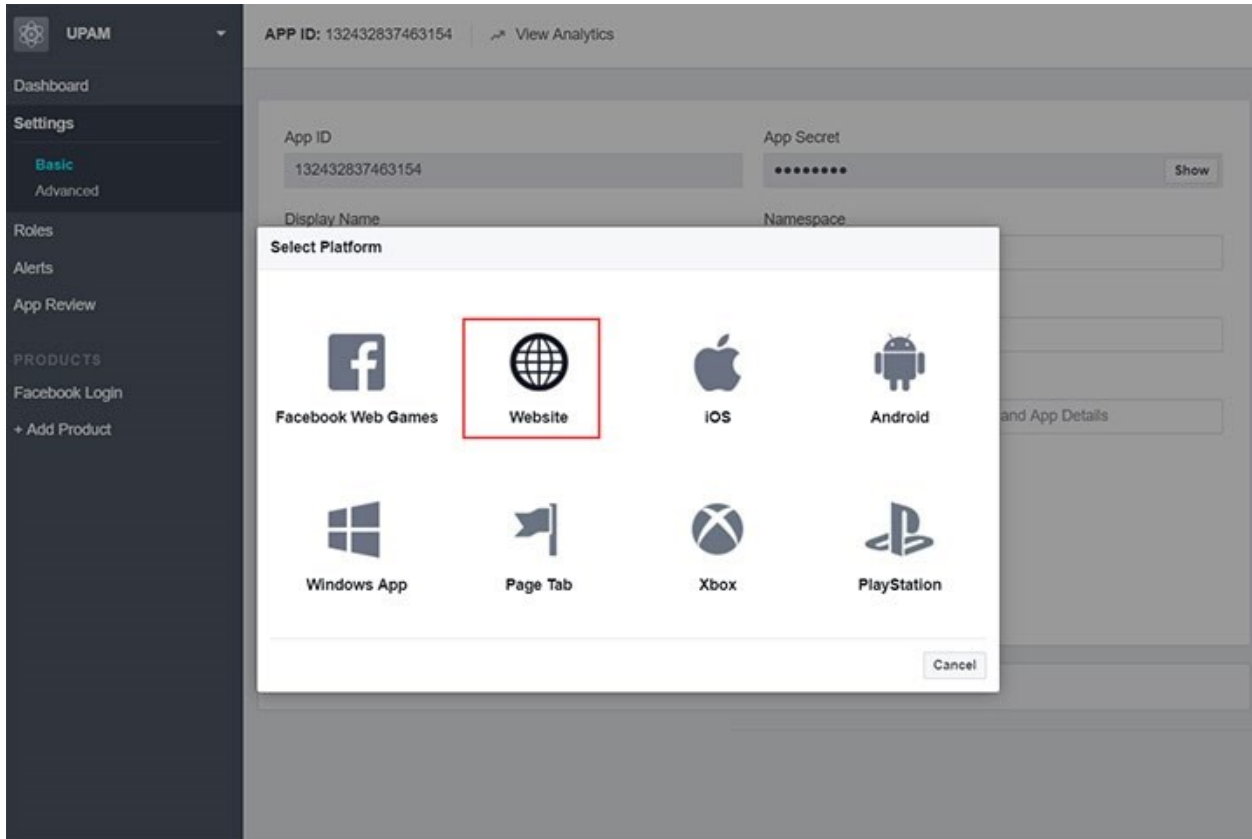 UPAM
APP ID: 132432837463154 View Analytics
Dashboard
Settings
Basic
Advanced
Roles
Alerts
App Review
PRODUCTS
Facebook Login
+ Add Product
App ID
App Secret
132432837463154
••••••••
Show
Display Name
Namespace
Select Platform
Facebook Web Games
Website
iOS
Android
and App Details
Windows App
Page Tab
Xbox
PlayStation
Cancel